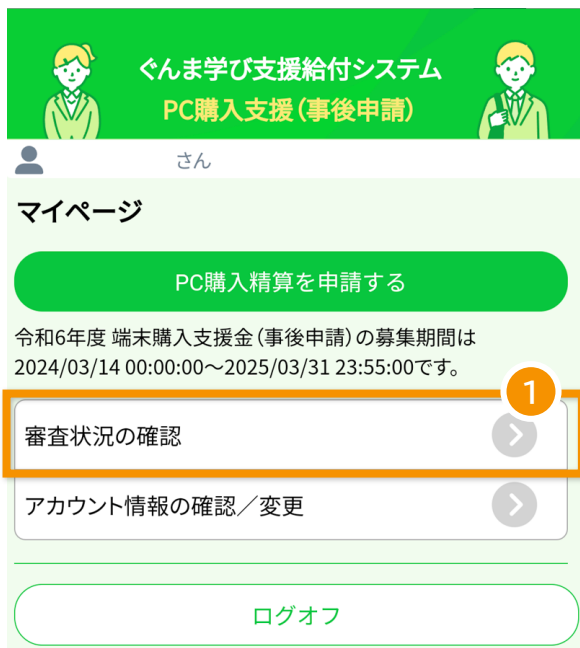 ぐんま学び支援給付システム
PC購入支援（事後申請）
さん
マイページ
PC購入精算を申請する
令和6年度 端末購入支援金（事後申請）の募集期間は
2024/03/14 00:00:00～2025/03/31 23:55:00です。
1
審査状況の確認
アカウント情報の確認／変更
ログオフ